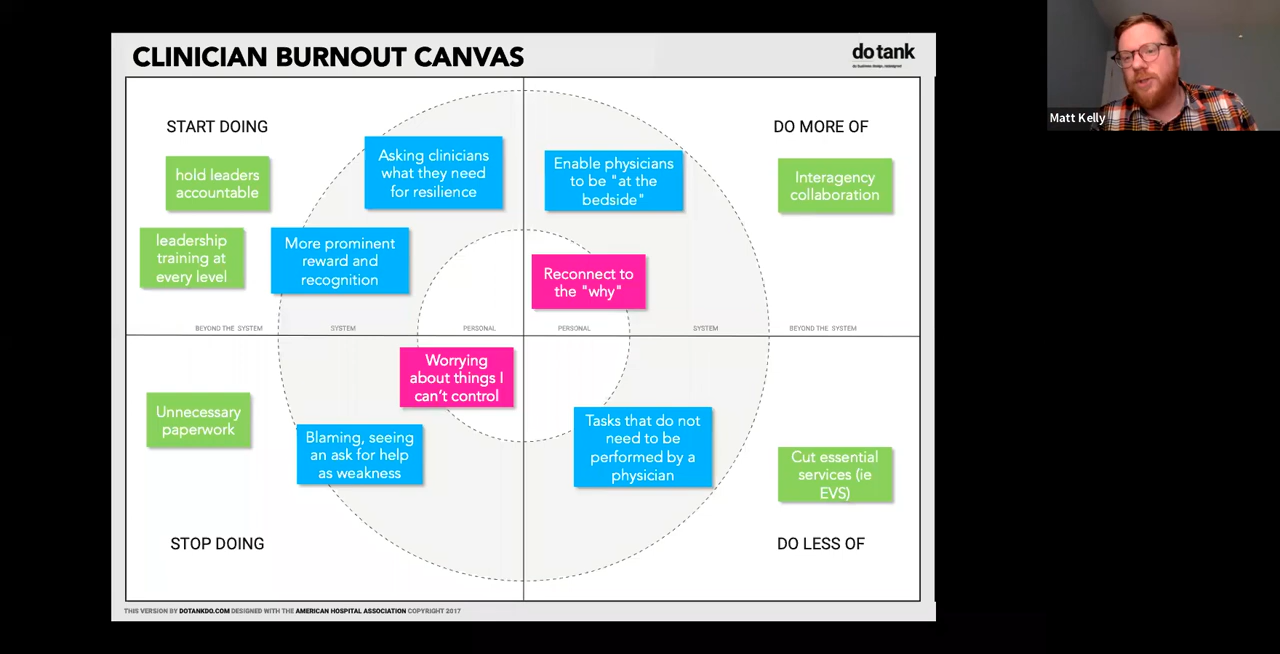 CLINICIAN BURNOUT CANVAS
do tank
START DOING
DO MORE OF
hold leaders
accountable
Asking clinicians
what they need
for resilience
Enable physicians
to be "at the
bedside"
Interagency
collaboration
leadership
training at
every level
More prominent
reward and
recognition
Reconnect to
the "why"
BEYOND THE SYSTEM
SYSTEM
PERSONAL
PERSONAL
SYSTEM
BEYOND THE SYSTEM
Worrying
about things I
can't control
Unnecessary
paperwork
Blaming, seeing
an ask for help
as weakness
Tasks that do not
need to be
performed by a
physician
Cut essential
services (ie
EVS)
STOP DOING
DO LESS OF
THIS VERSION BY DOTANKDO.COM DESIGNED WITH THE AMERICAN HOSPITAL ASSOCIATION COPYRIGHT 2017
Matt Kelly